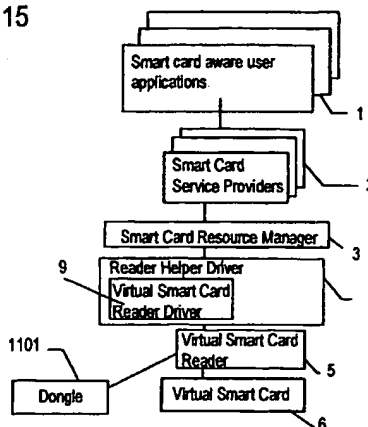 15
Smart card aware user
applications
1
Smart Card
Service Providers
2
Smart Card Resource Manager
3
Reader Helper Driver
9
Virtual Smart Card
Reader Driver
1101
Virtual Smart Card
Reader
5
Dongle
Virtual Smart Card
6